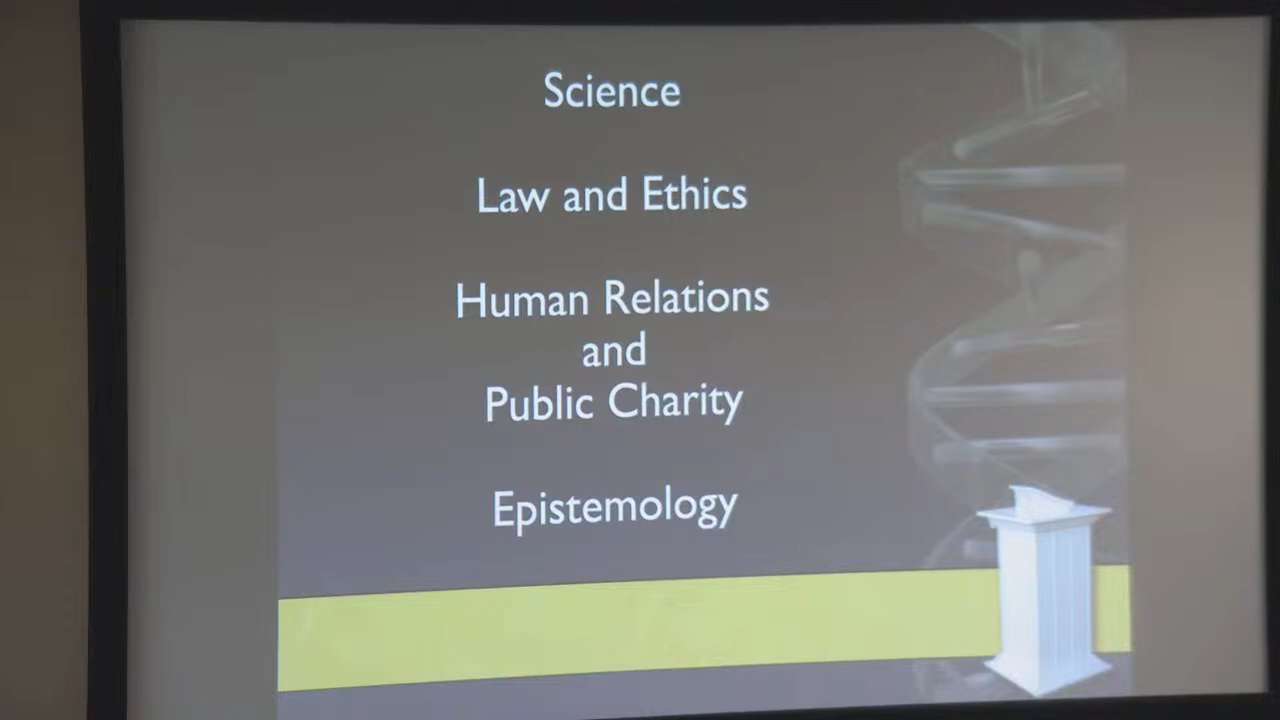 Science
Law and Ethics
Human Relations
and
Public Charity
Epistemology